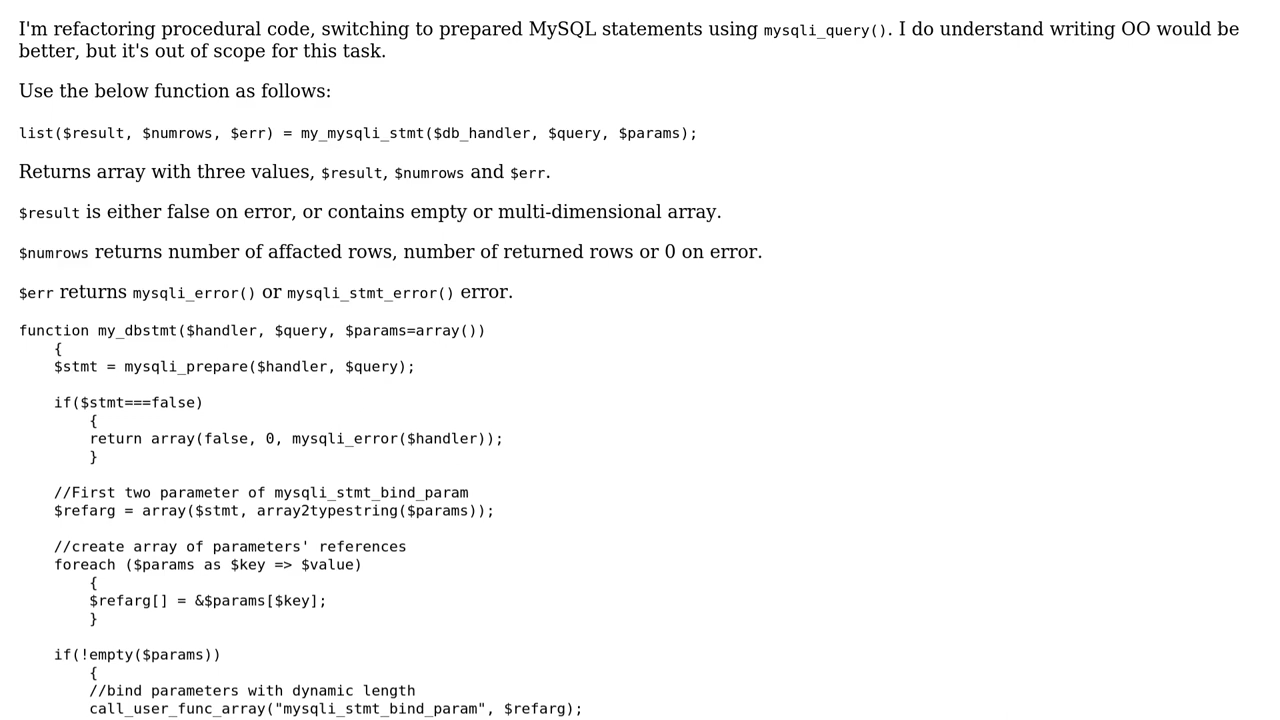 I'm refactoring procedural code, switching to prepared MySQL statements using mysqli_query(). I do understand writing OO would be
better, but it's out of scope for this task.
Use the below function as follows:
list($result, $numrows, $err) = my_mysqli_stmt($db_handler, $query, $params);
Returns array with three values, $result, $numrows and $err.
$result is either false on error, or contains empty or multi-dimensional array.
$numrows returns number of affacted rows, number of returned rows or 0 on error.
$err returns mysqli_error() or mysqli_stmt_error() error.
function my_dbstmt($handler, $query, $params=array())
    {
    $stmt = mysqli_prepare($handler, $query);

    if($stmt===false)
        {
        return array(false, 0, mysqli_error($handler));
        }

    //First two parameter of mysqli_stmt_bind_param
    $refarg = array($stmt, array2typestring($params));

    //create array of parameters' references
    foreach ($params as $key => $value)
        {
        $refarg[] = &$params[$key];
        }

    if(!empty($params))
        {
        //bind parameters with dynamic length
        call_user_func_array("mysqli_stmt_bind_param", $refarg);